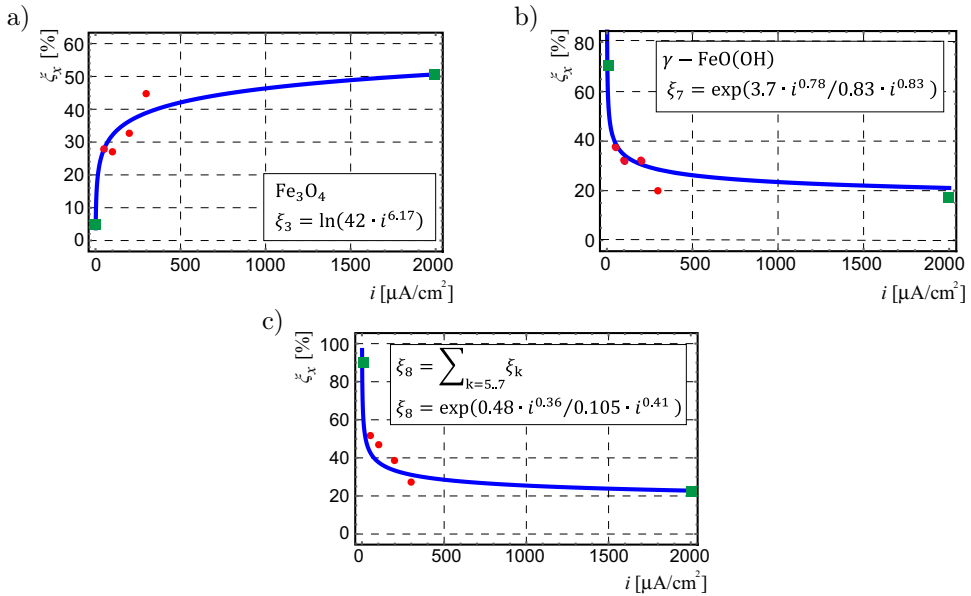 a)
ξₓ [%]
60
50
40
30
20
10
0
Fe₃O₄
ξ₃ = ln(42 · i^6.17)
0 500 1000 1500 2000
i [µA/cm²]
b)
ξₓ [%]
80
60
40
20
0
γ − FeO(OH)
ξ₇ = exp(3.7 · i^0.78/0.83 · i^0.83 )
0 500 1000 1500 2000
i [µA/cm²]
c)
ξₓ [%]
100
80
60
40
20
0
ξ₈ = ∑ₖ₌₅..₇ ξₖ
ξ₈ = exp(0.48 · i^0.36/0.105 · i^0.41 )
0 500 1000 1500 2000
i [µA/cm²]